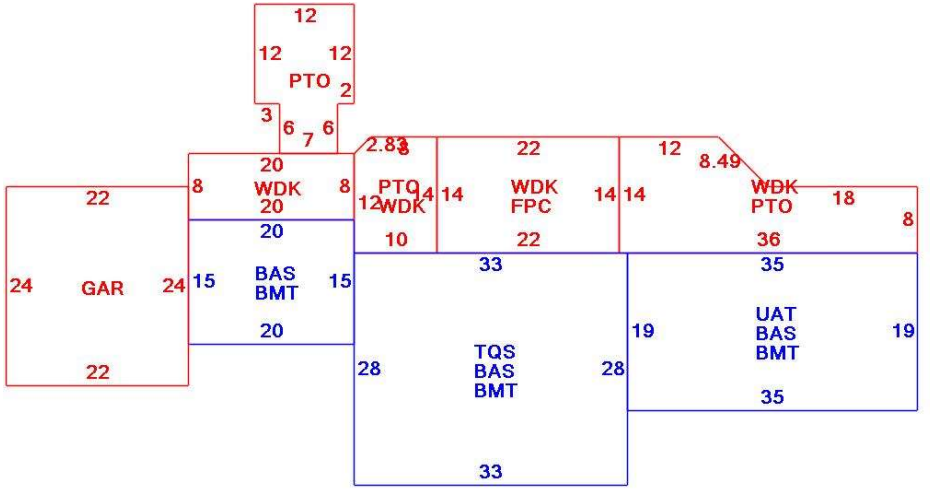 12
12 12
PTO
2
3
6 7 6
2.83 8
20
8 WDK 8
20
22
24 GAR 24
22
20
15 BAS 15
BMT
20
PTO
WDK
12 14
10
22
14 WDK 14
FPC
22
12
8.49
14 WDK
PTO
18
8
36
33
28 TQS 28
BAS
BMT
33
35
19 UAT 19
BAS
BMT
35